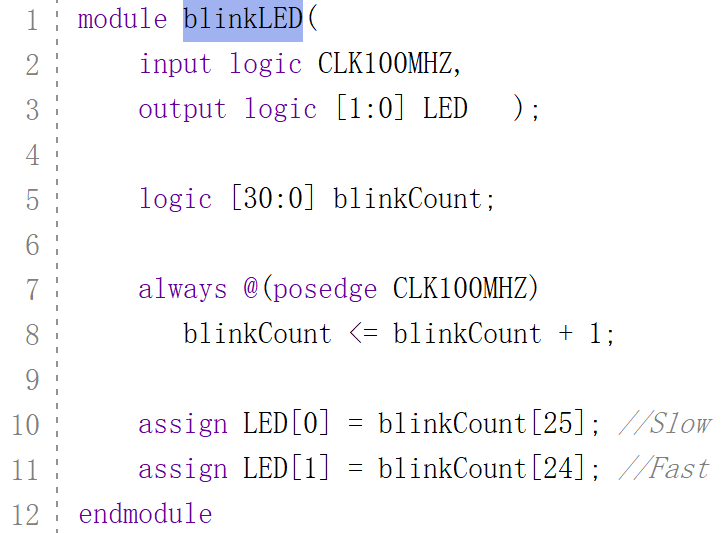 1 module blinkLED(
2 input logic CLK100MHZ,
3 output logic [1:0] LED );
4
5 logic [30:0] blinkCount;
6
7 always @(posedge CLK100MHZ)
8 blinkCount <= blinkCount + 1;
9
10 assign LED[0] = blinkCount[25]; //Slow
11 assign LED[1] = blinkCount[24]; //Fast
12 endmodule